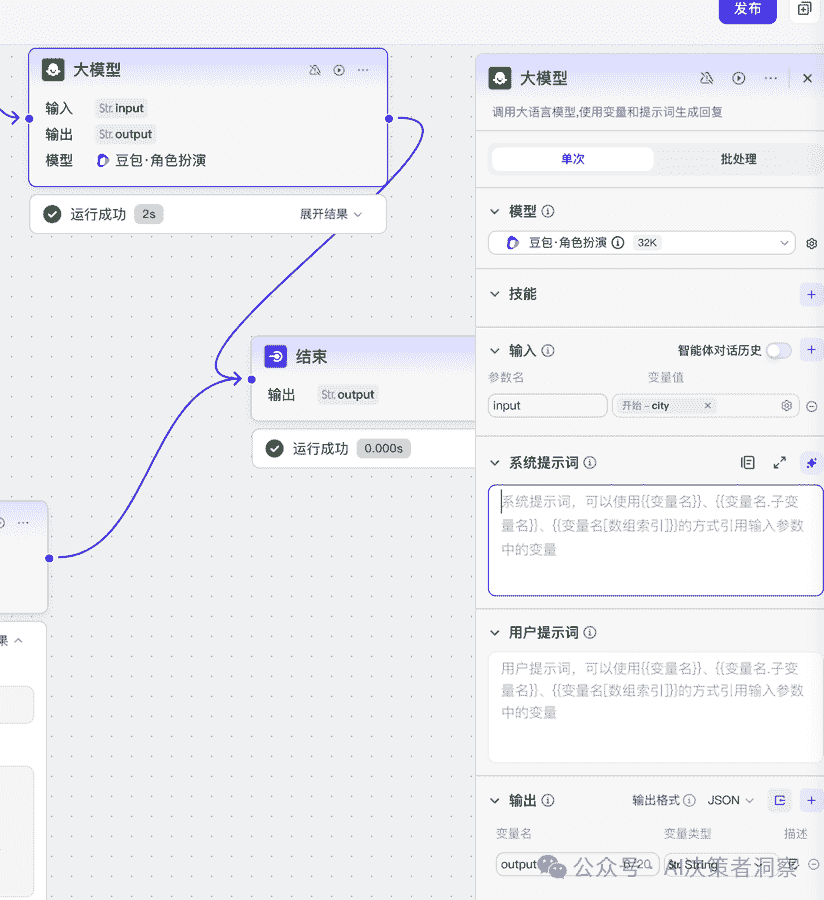 发布
大模型
输入 Str. input
输出 Str. output
模型 豆包·角色扮演
运行成功 2s 展开结果
结束
输出 Str. output
运行成功 0.000s
果
大模型
调用大语言模型,使用变量和提示词生成回复
单次 批处理
模型
豆包·角色扮演 32K
技能
输入 智能体对话历史
参数名 变量值
input 开始 - city
系统提示词
系统提示词，可以使用{{变量名}}、{{变量名.子变
量名}}、{{变量名[数组索引]}}的方式引用输入参数
中的变量
用户提示词
用户提示词，可以使用{{变量名}}、{{变量名.子变
量名}}、{{变量名[数组索引]}}的方式引用输入参数
中的变量
输出 输出格式 JSON
变量名 变量类型 描述
output 6/20 Str. String
公众号 · AI决策者洞察